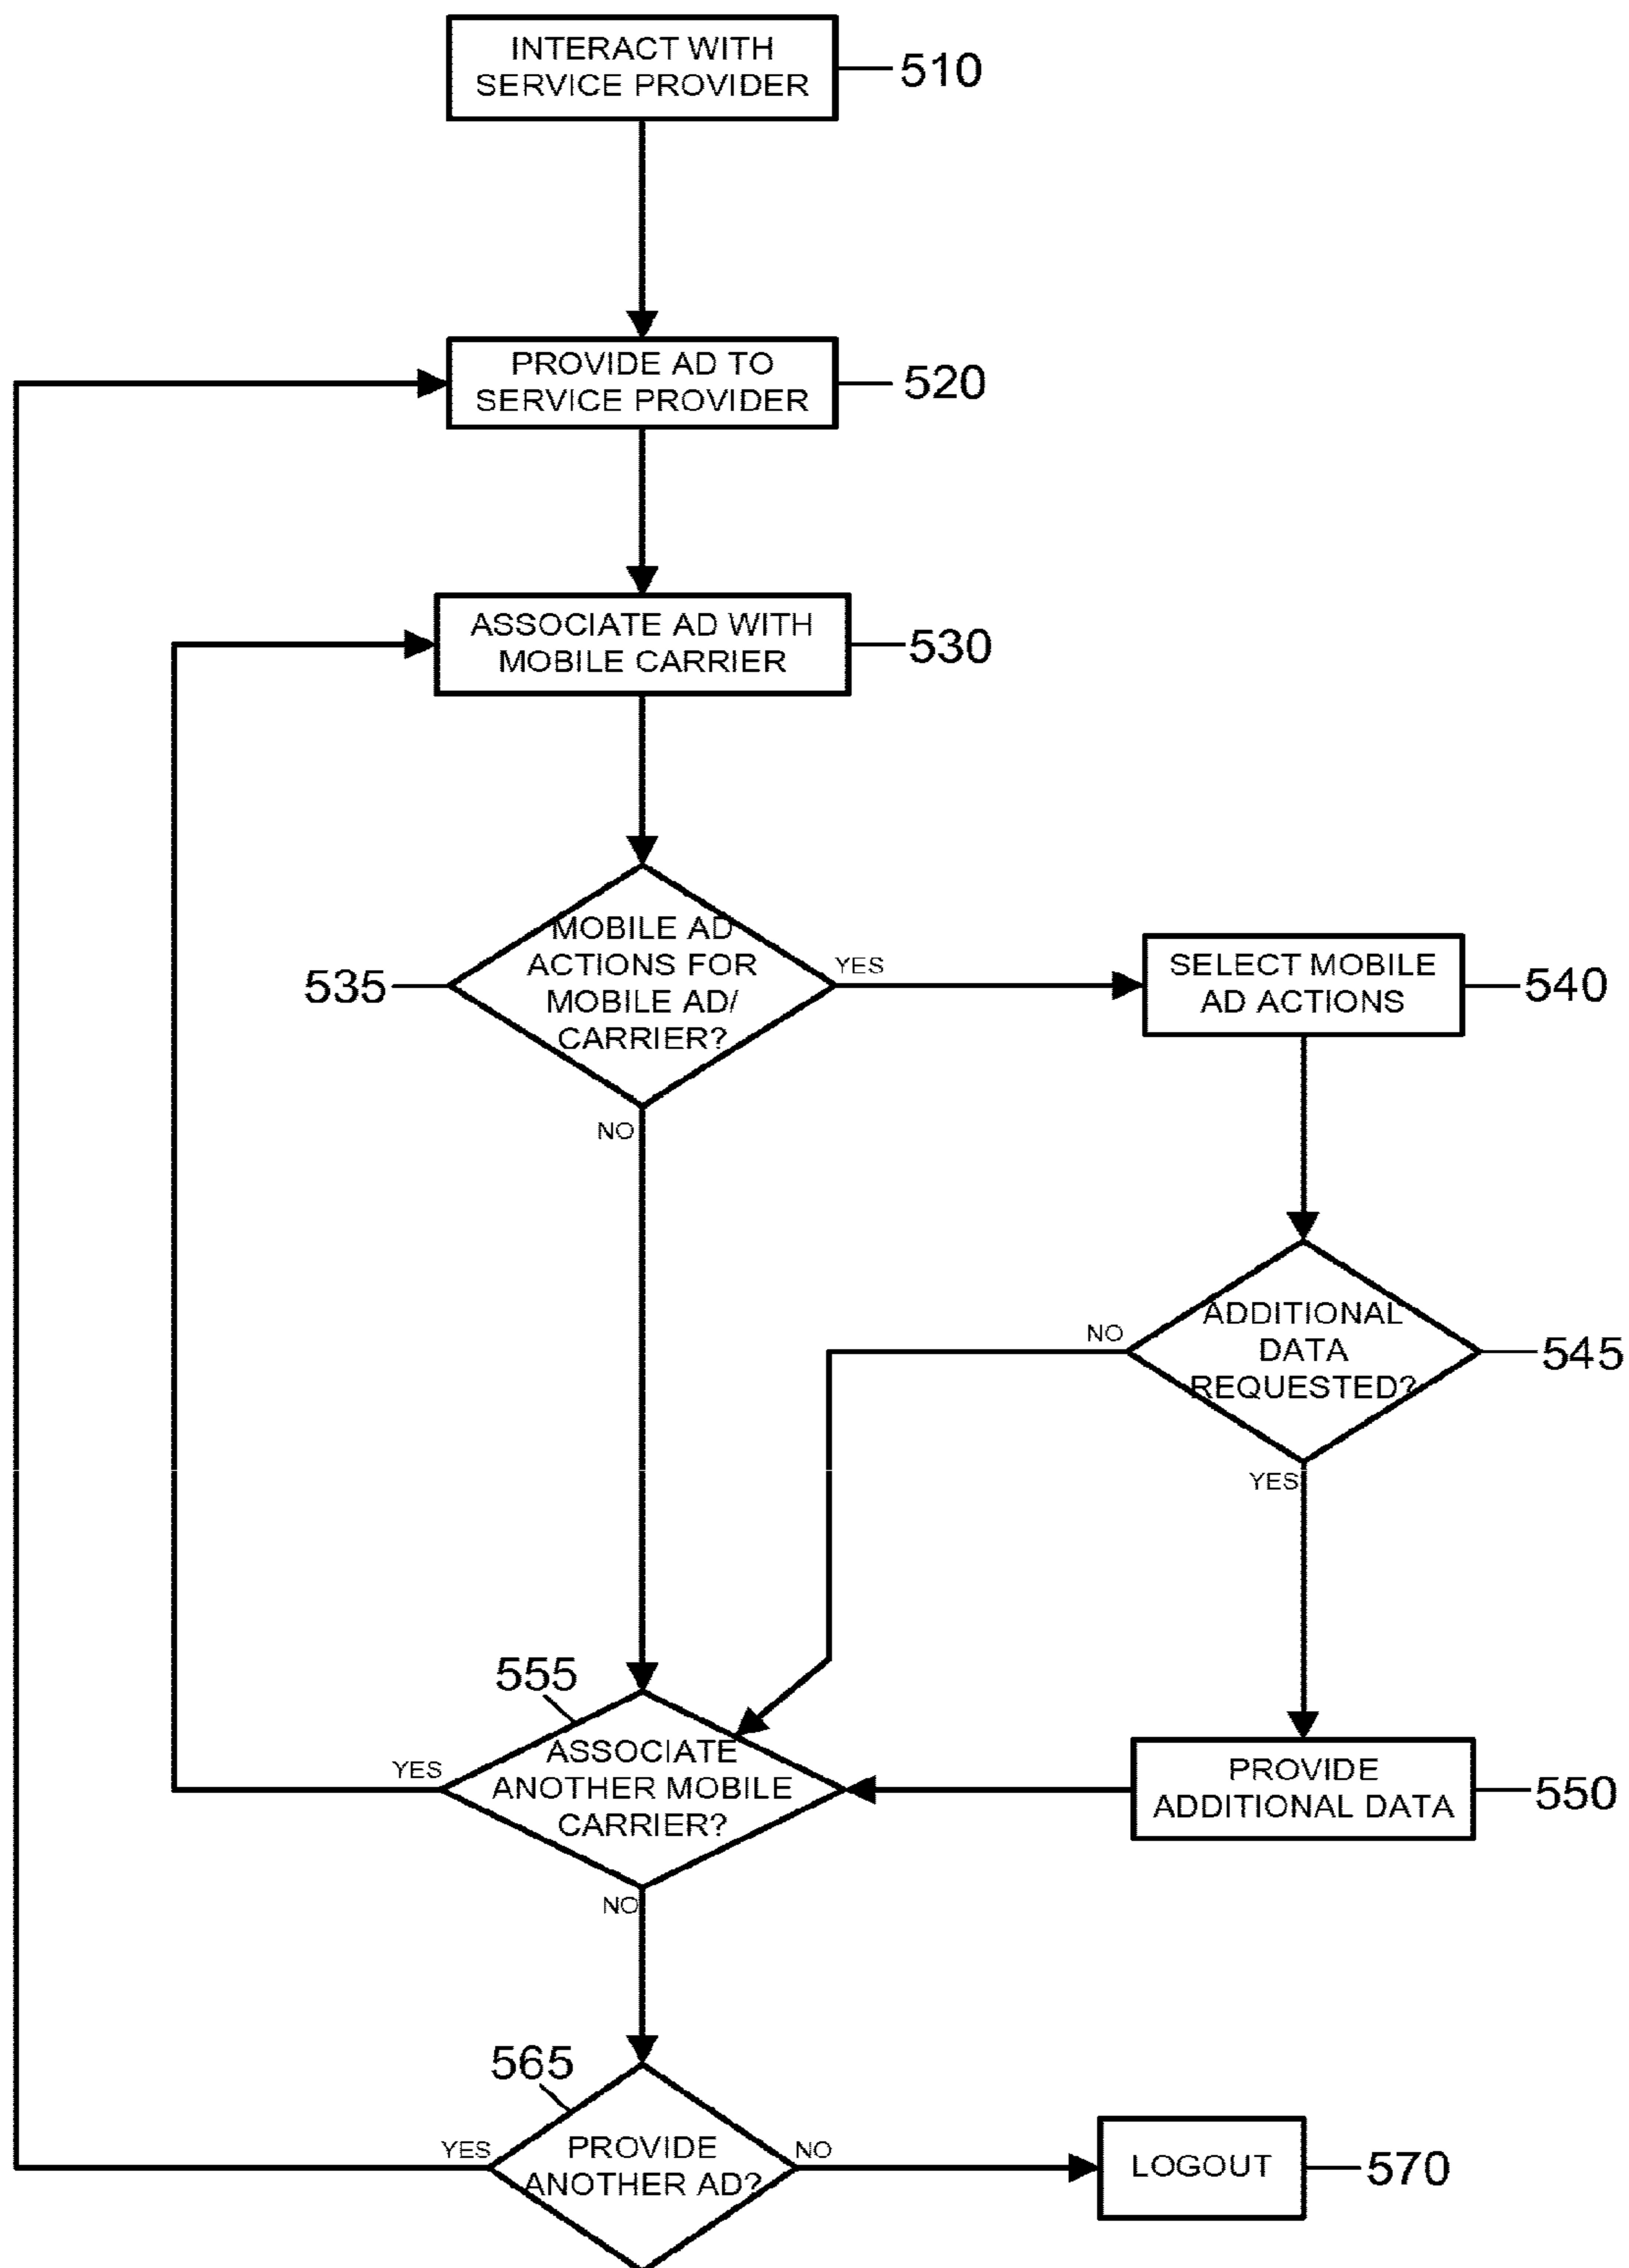 INTERACT WITH
SERVICE PROVIDER
510
PROVIDE AD TO
SERVICE PROVIDER
520
ASSOCIATE AD WITH
MOBILE CARRIER
530
MOBILE AD
ACTIONS FOR
MOBILE AD/
CARRIER?
535
YES
NO
SELECT MOBILE
AD ACTIONS
540
ADDITIONAL
DATA
REQUESTED?
545
NO
YES
PROVIDE
ADDITIONAL DATA
550
555
ASSOCIATE
ANOTHER MOBILE
CARRIER?
YES
NO
565
PROVIDE
ANOTHER AD?
YES
NO
LOGOUT
570